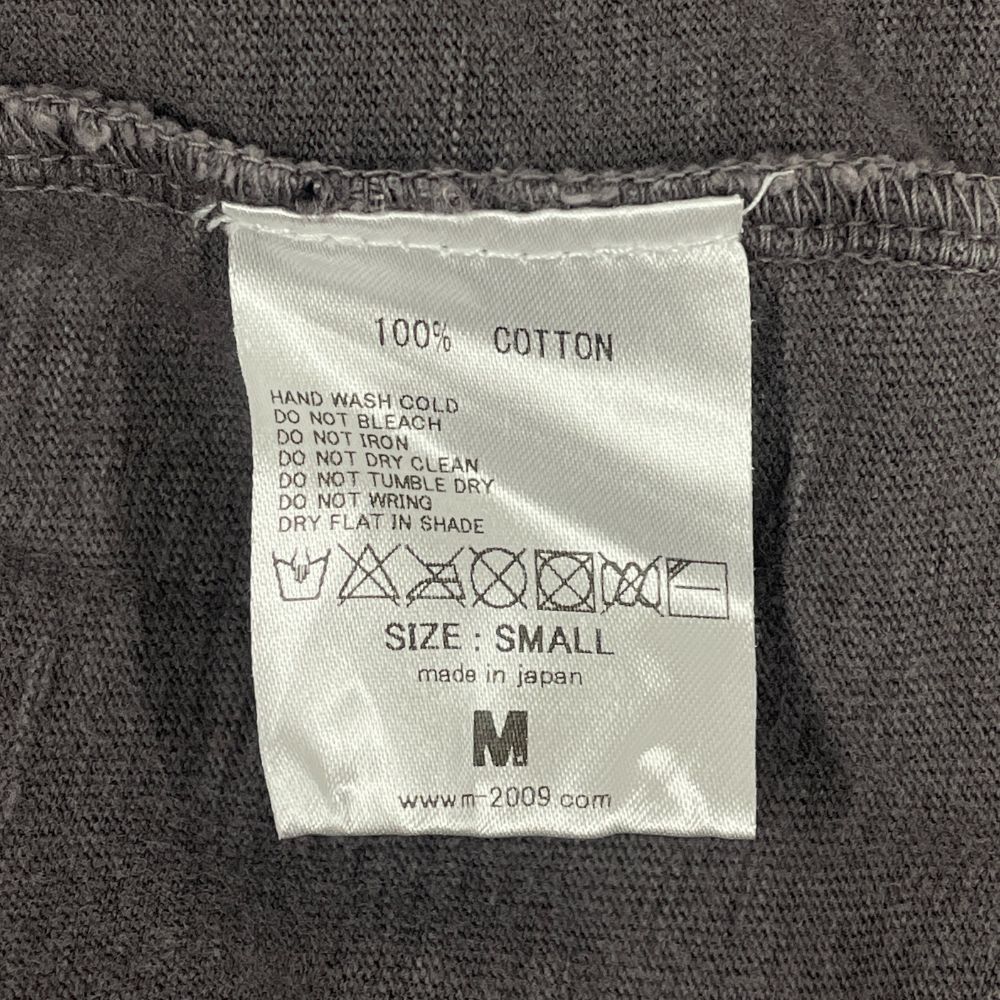 100% COTTON
HAND WASH COLD
DO NOT BLEACH
DO NOT IRON
DO NOT DRY CLEAN
DO NOT TUMBLE DRY
DO NOT WRING
DRY FLAT IN SHADE
SIZE : SMALL
made in japan
M
www.m-2009.com